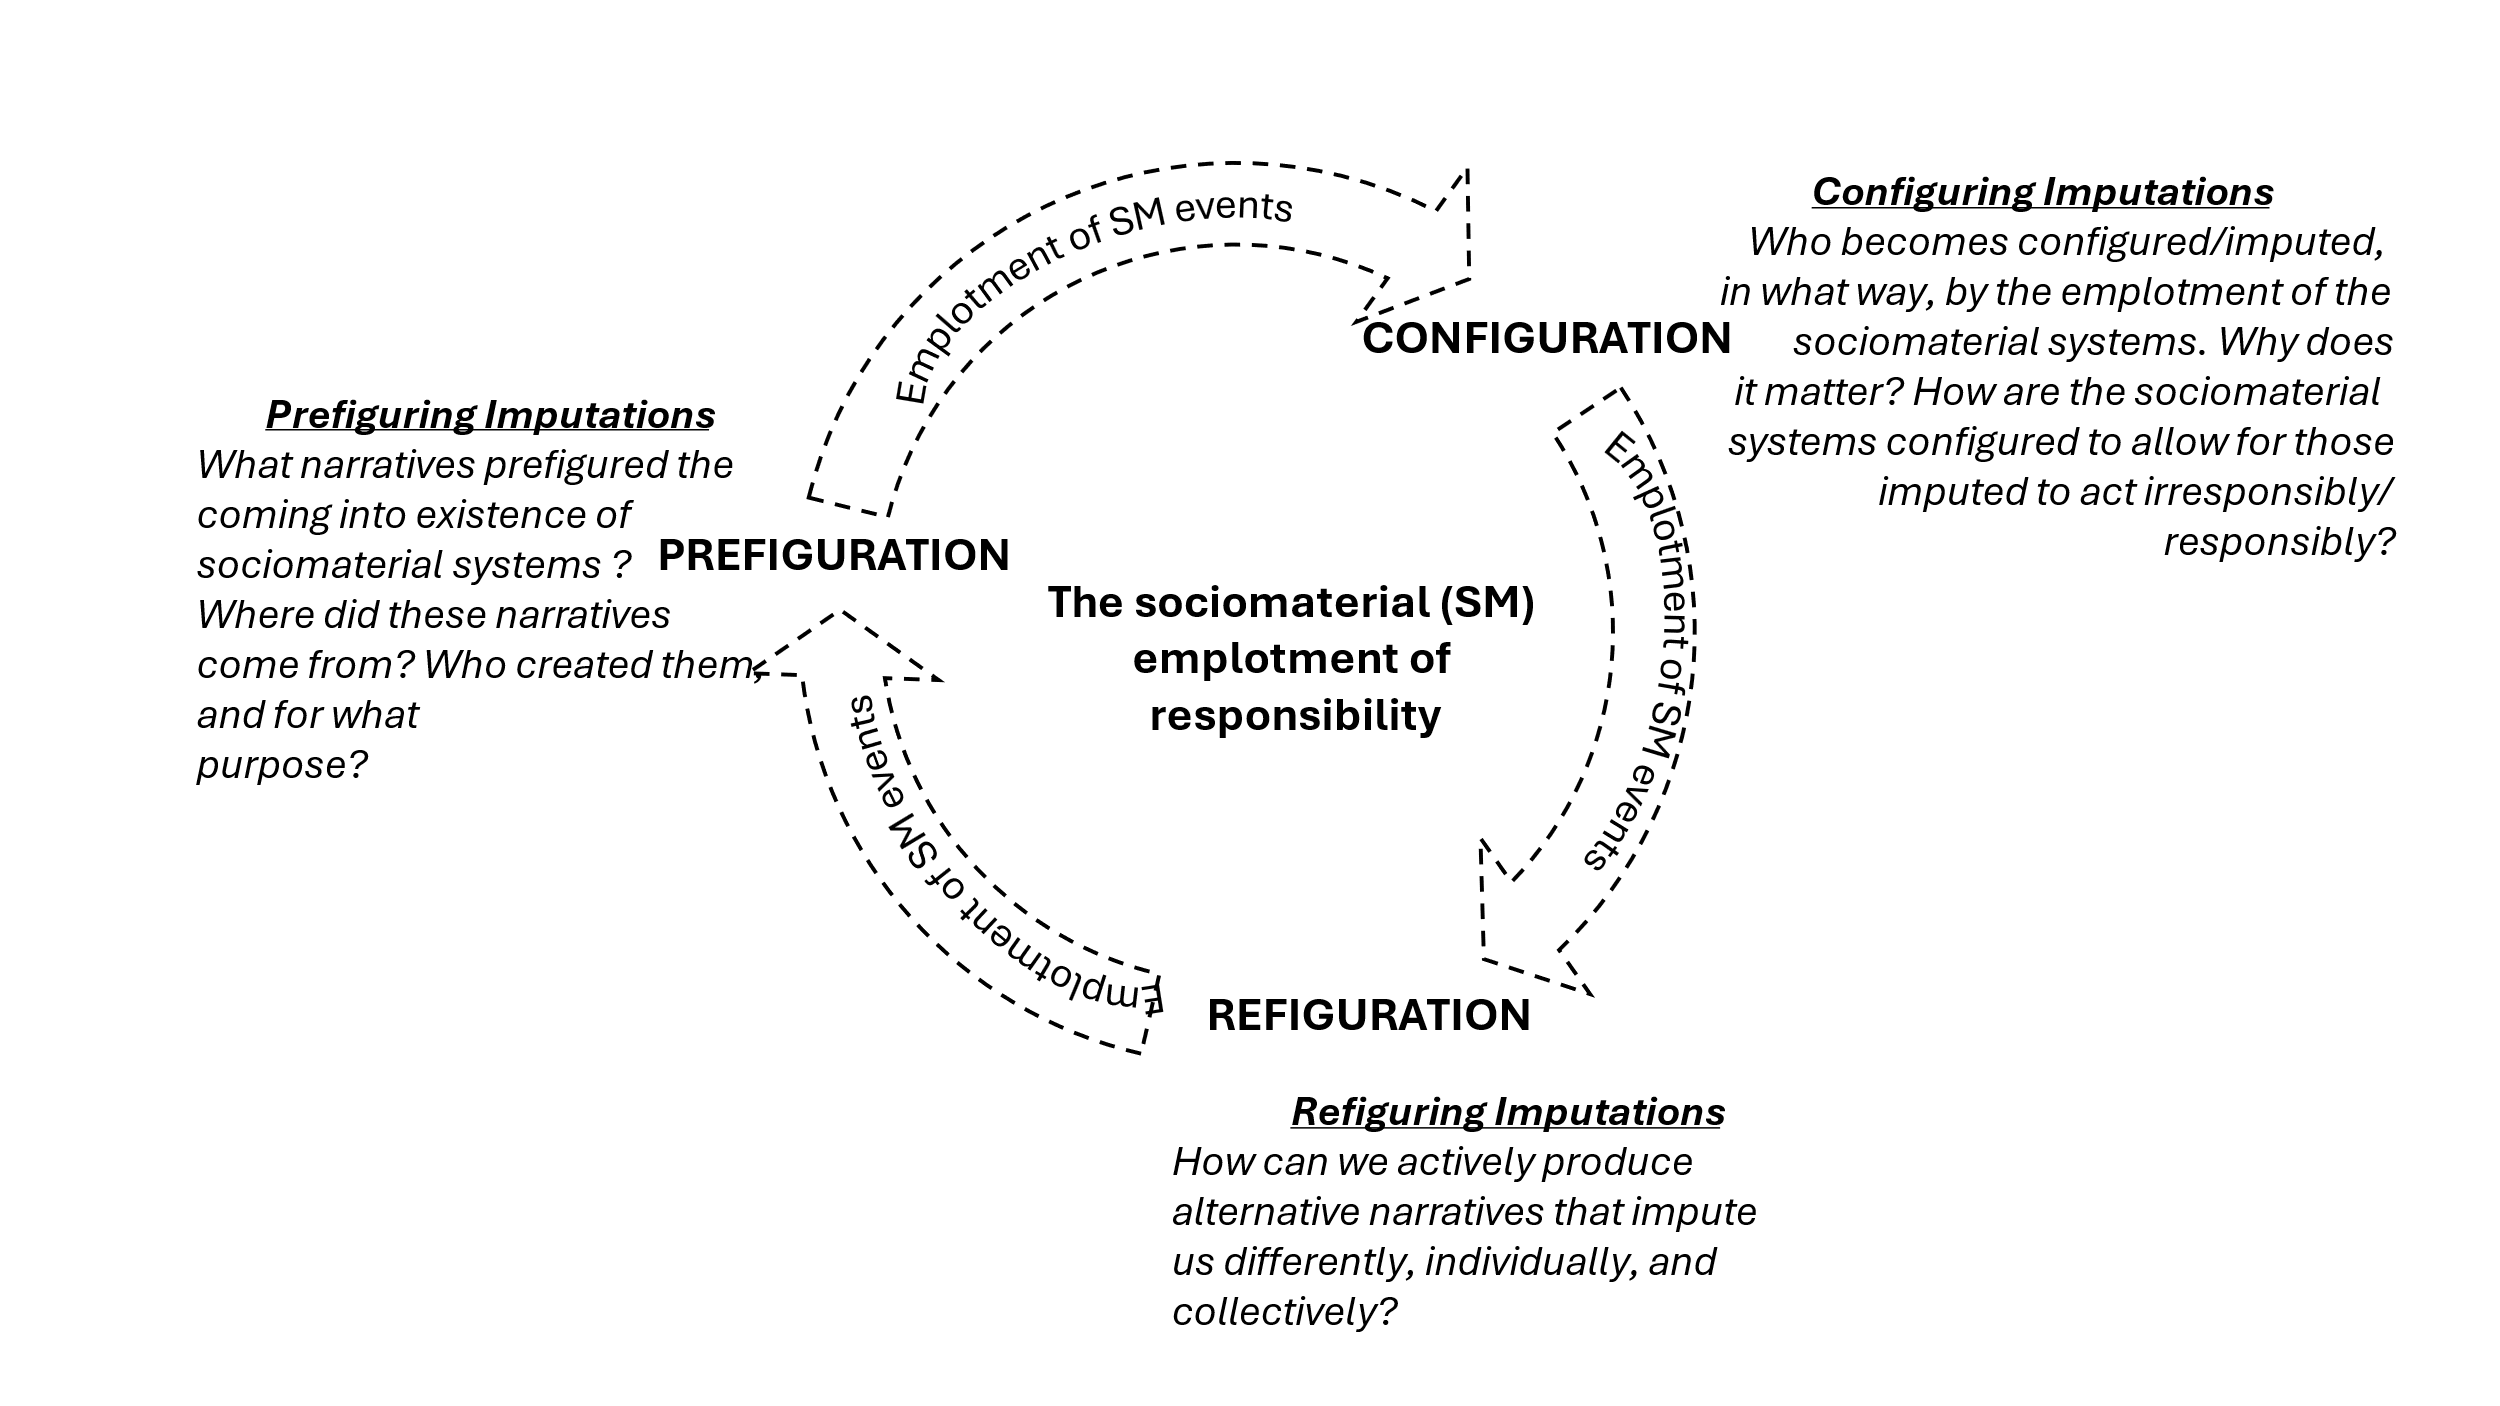 Emplotment of SM events
Configuring Imputations
Who becomes configured/imputed,
in what way, by the emplotment of the
sociomaterial systems. Why does
it matter? How are the sociomaterial
systems configured to allow for those
imputed to act irresponsibly/
responsibly?
CONFIGURATION
Prefiguring Imputations
What narratives prefigured the
coming into existence of
sociomaterial systems ?
Where did these narratives
come from? Who created them,
and for what
purpose?
PREFIGURATION
The sociomaterial (SM)
emplotment of
responsibility
Emplotment of SM events
Emplotment of SM events
REFIGURATION
Refiguring Imputations
How can we actively produce
alternative narratives that impute
us differently, individually, and
collectively?